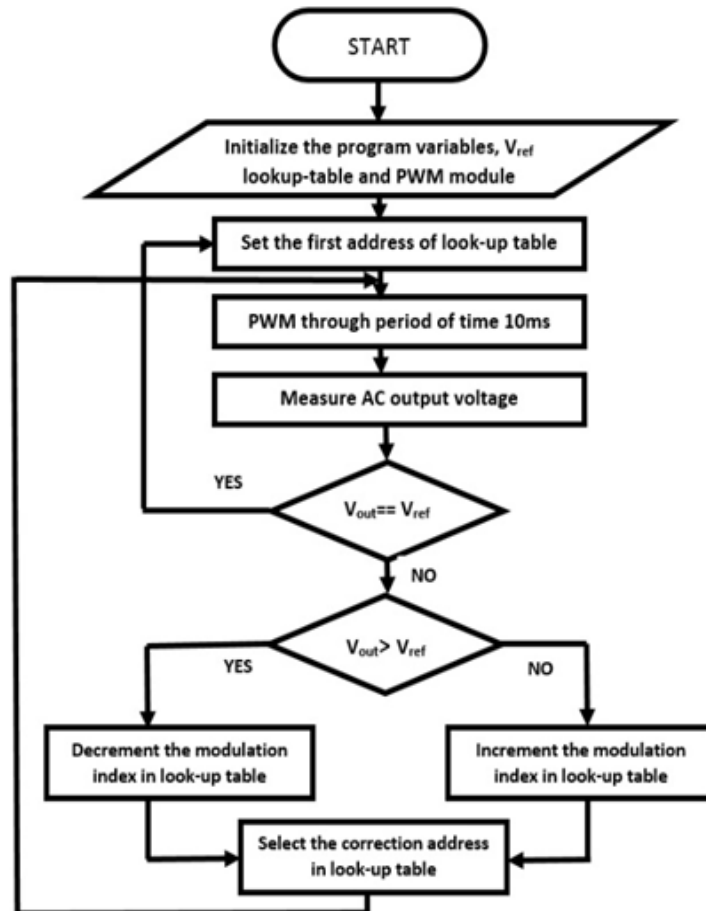 START
Initialize the program variables, Vref
lookup-table and PWM module
Set the first address of look-up table
PWM through period of time 10ms
Measure AC output voltage
YES
Vout== Vref
NO
Vout> Vref
YES
NO
Decrement the modulation
index in look-up table
Increment the modulation
index in look-up table
Select the correction address
in look-up table